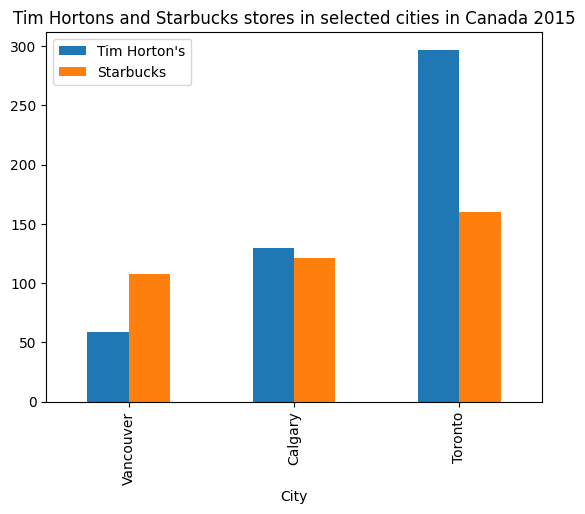 Tim Hortons and Starbucks stores in selected cities in Canada 2015
Tim Horton's
Starbucks
300
250
200
150
100
50
0
Vancouver
Calgary
Toronto
City